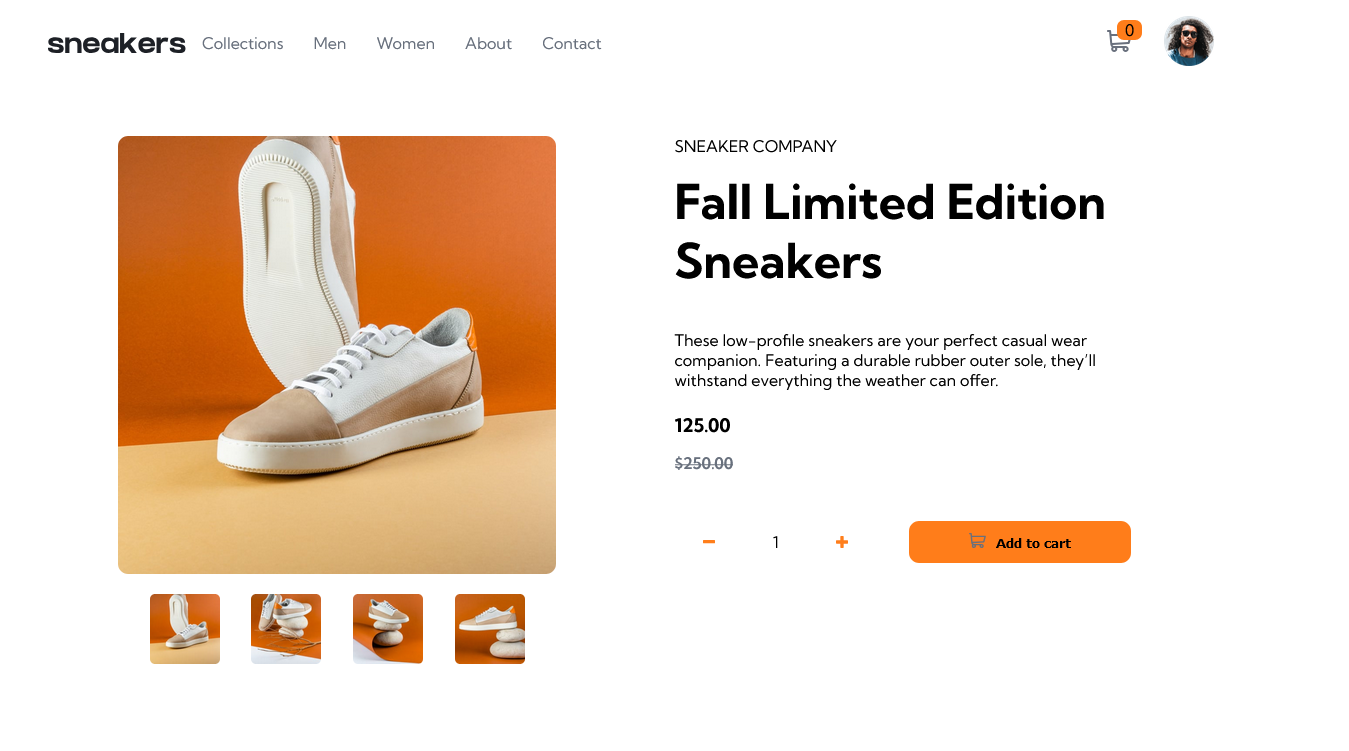 sneakers Collections Men Women About Contact 0
SNEAKER COMPANY
Fall Limited Edition
Sneakers
These low-profile sneakers are your perfect casual wear
companion. Featuring a durable rubber outer sole, they’ll
withstand everything the weather can offer.
125.00
$250.00
1 Add to cart